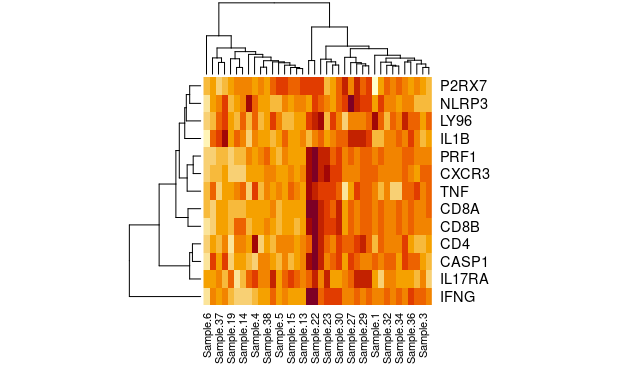 P2RX7
NLRP3
LY96
IL1B
PRF1
CXCR3
TNF
CD8A
CD8B
CD4
CASP1
IL17RA
IFNG
Sample.6
Sample.37
Sample.19
Sample.14
Sample.4
Sample.38
Sample.5
Sample.15
Sample.13
Sample.22
Sample.23
Sample.30
Sample.27
Sample.29
Sample.1
Sample.32
Sample.34
Sample.36
Sample.3